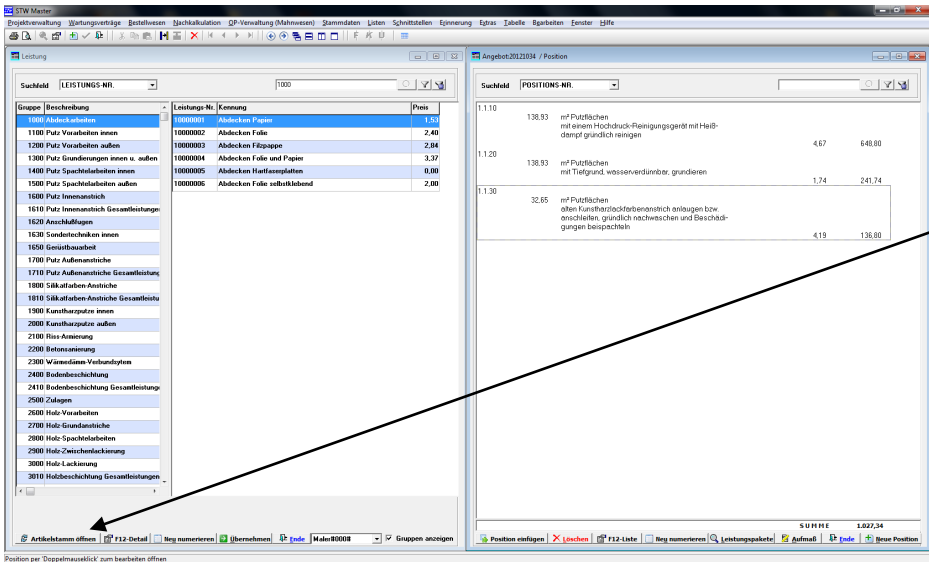 STW Master
Projektverwaltung Wartungsverträge Bestellwesen Nachkalkulation OP-Verwaltung (Mahnwesen) Stammdaten Listen Schnittstellen Erinnerung Extras Tabelle Bearbeiten Fenster Hilfe
Leistung
Suchfeld LEISTUNGS-NR. 1000
Gruppe Beschreibung
1000 Abdeckarbeiten
1100 Putz Vorarbeiten innen
1200 Putz Vorarbeiten außen
1300 Putz Grundierungen innen u. außen
1400 Putz Spachtelarbeiten innen
1500 Putz Spachtelarbeiten außen
1600 Putz Innenanstrich
1610 Putz Innenanstrich Gesamtleistungen
1620 Anschlußfugen
1630 Sondertechniken innen
1650 Gerüstbauarbeit
1700 Putz Außenanstriche
1710 Putz Außenanstriche Gesamtleistung
1800 Silikatfarben-Anstriche
1810 Silikatfarben-Anstriche Gesamtleistu
1900 Kunstharzputze innen
2000 Kunstharzputze außen
2100 Riss-Armierung
2200 Betonsanierung
2300 Wärmedämm-Verbundsytem
2400 Bodenbeschichtung
2410 Bodenbeschichtung Gesamtleistung
2500 Zulagen
2600 Holz-Vorarbeiten
2700 Holz-Grundanstriche
2800 Holz-Spachtelarbeiten
2900 Holz-Zwischenlackierung
3000 Holz-Lackierung
3010 Holzbeschichtung Gesamtleistungen
Leistungs-Nr. Kennung Preis
10000001 Abdecken Papier 1,53
10000002 Abdecken Folie 2,40
10000003 Abdecken Filzpappe 2,84
10000004 Abdecken Folie und Papier 3,37
10000005 Abdecken Hartfaserplatten 0,00
10000006 Abdecken Folie selbstklebend 2,00
Artikelstamm öffnen F12-Detail Neu numerieren Übernehmen Ende Maler#000# Gruppen anzeigen
Angebot:20121034 / Position
Suchfeld POSITIONS-NR.
1.1.10
138,93 m² Putzflächen
mit einem Hochdruck-Reinigungsgerät mit Heiß-
dampf gründlich reinigen
4,67 648,80
1.1.20
138,93 m² Putzflächen
mit Tiefgrund, wasserverdünnbar, grundieren
1,74 241,74
1.1.30
32,65 m² Putzflächen
alten Kunstharzlackfarbenanstrich anlaugen bzw.
anschleifen, gründlich nachwaschen und Beschädi-
gungen beispachteln
4,19 136,80
SUMME 1.027,34
Position einfügen Löschen F12-Liste Neu numerieren Leistungspakete Aufmaß Ende Neue Position
Position per 'Doppelmauseklick' zum bearbeiten öffnen